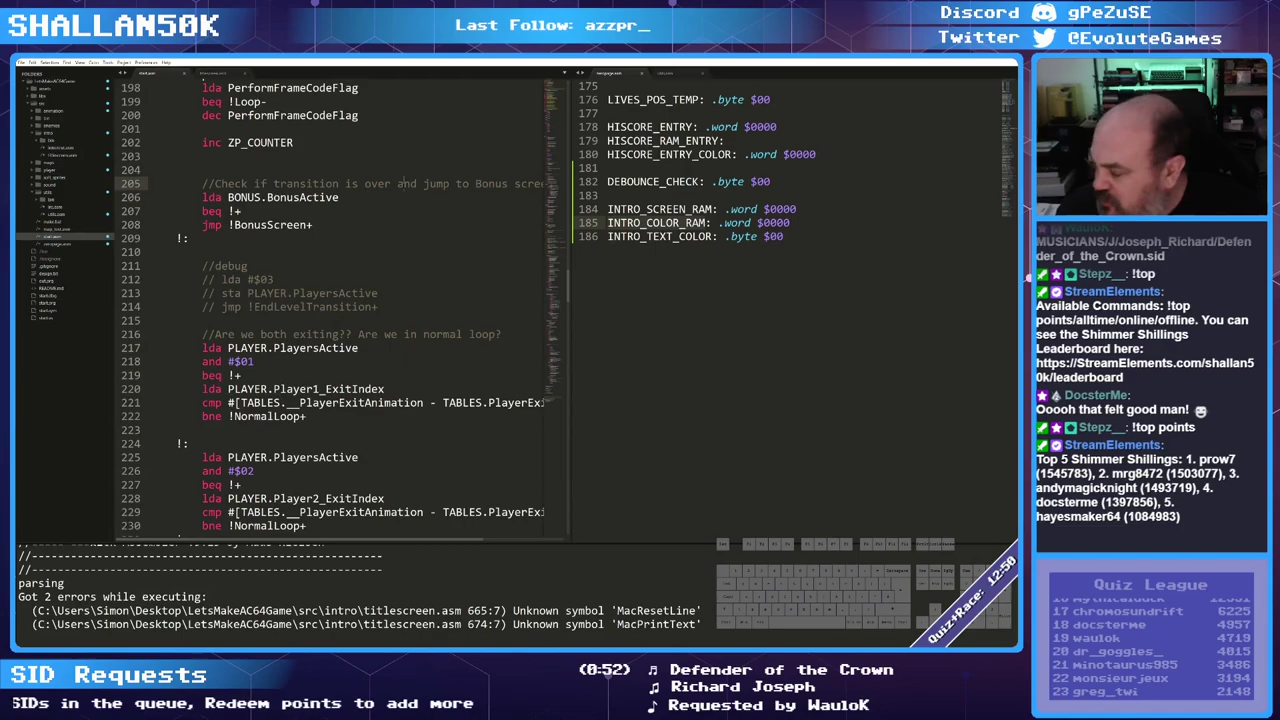 SHALLAN50K
Last Follow: azzpr_
Discord gPeZuSE
Twitter @EvoluteGames
FOLDERS
198 lda PerformFrameCodeFlag
199 beq !Loop-
200 dec PerformFrameCodeFlag
201
202 inc ZP_COUNTER
203
204
205 //Check if transition is over and jump to Bonus scree
206 lda BONUS.BonusActive
207 beq !+
208 jmp !BonusScreen+
209 !:
210
211 //debug
212 // lda #$03
213 // sta PLAYER.PlayersActive
214 // jmp !EndLevelTransition+
215
216 //Are we both exiting?? Are we in normal loop?
217 lda PLAYER.PlayersActive
218 and #$01
219 beq !+
220 lda PLAYER.Player1_ExitIndex
221 cmp #[TABLES.__PlayerExitAnimation - TABLES.PlayerExi
222 bne !NormalLoop+
223
224 !:
225 lda PLAYER.PlayersActive
226 and #$02
227 beq !+
228 lda PLAYER.Player2_ExitIndex
229 cmp #[TABLES.__PlayerExitAnimation - TABLES.PlayerExi
230 bne !NormalLoop+
175
176 LIVES_POS_TEMP: .byte $00
177
178 HISCORE_ENTRY: .word $0000
179 HISCORE_RAM_ENTRY:
180 HISCORE_ENTRY_COLOR: .word $0000
181
182 DEBOUNCE_CHECK: .byte $00
183
184 INTRO_SCREEN_RAM: .word $0000
185 INTRO_COLOR_RAM: .word $0000
186 INTRO_TEXT_COLOR: .byte $00
//------------------------------------------------------
//------------------------------------------------------
parsing
Got 2 errors while executing:
(C:\Users\Simon\Desktop\LetsMakeAC64Game\src\intro\titlescreen.asm 665:7) Unknown symbol 'MacResetLine'
(C:\Users\Simon\Desktop\LetsMakeAC64Game\src\intro\titlescreen.asm 674:7) Unknown symbol 'MacPrintText'
Quiz+Race: 12:50
WauloK:
MUSICIANS/J/Joseph_Richard/Defen
der_of_the_Crown.sid
Stepz__: !top
StreamElements:
Available Commands: !top
points/alltime/online/offline. You can
see the Shimmer Shillings
Leaderboard here:
https://StreamElements.com/shallan5
0k/leaderboard
DocsterMe:
Ooooh that felt good man!
Stepz__: !top points
StreamElements:
Top 5 Shimmer Shillings: 1. prow7
(1545783), 2. mrg8472 (1503077), 3.
andymagicknight (1493719), 4.
docsterme (1397856), 5.
hayesmaker64 (1084983)
Quiz League
17 chromosundrift 6225
18 docsterme 4957
19 waulok 4719
20 dr_goggles_ 4015
21 minotaurus985 3486
22 monsieurjeux 3194
23 greg_twi 2148
SID Requests
SIDs in the queue, Redeem points to add more
(0:52) Defender of the Crown
Richard Joseph
Requested by WauloK